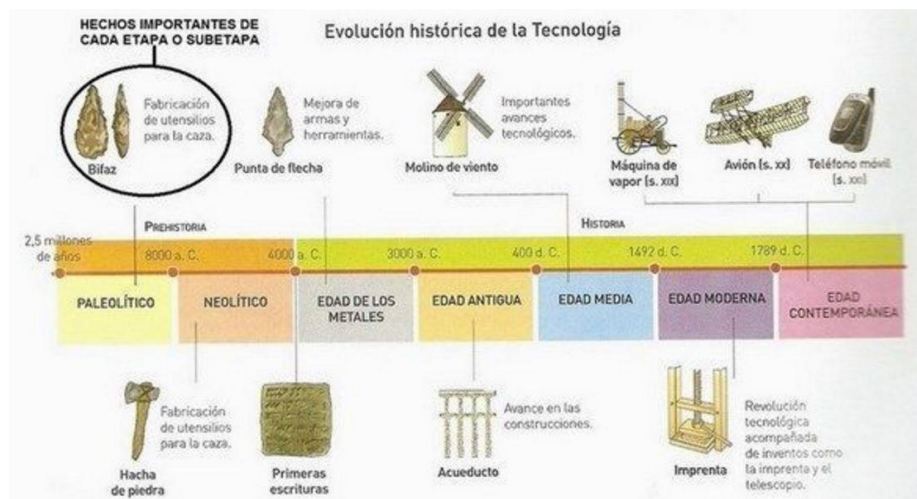 HECHOS IMPORTANTES DE
CADA ETAPA O SUBETAPA
Evolución histórica de la Tecnología
Fabricación
de utensilios
para la caza.
Bifaz
Mejora de
armas y
herramientas.
Punta de flecha
Importantes
avances
tecnológicos.
Molino de viento
Máquina de
vapor (s. XIX)
Avión (s. XX)
Teléfono móvil
(s. XXI)
PREHISTORIA
HISTORIA
2,5 millones
de años
8000 a. C.
4000 a. C.
3000 a. C.
400 d. C.
1492 d. C.
1789 d. C.
PALEOLÍTICO
NEOLÍTICO
EDAD DE LOS
METALES
EDAD ANTIGUA
EDAD MEDIA
EDAD MODERNA
EDAD
CONTEMPORÁNEA
Hacha
de piedra
Fabricación
de utensilios
para la caza.
Primeras
escrituras
Acueducto
Avance en las
construcciones.
Imprenta
Revolución
tecnológica
acompañada
de inventos como
la imprenta y el
telescopio.